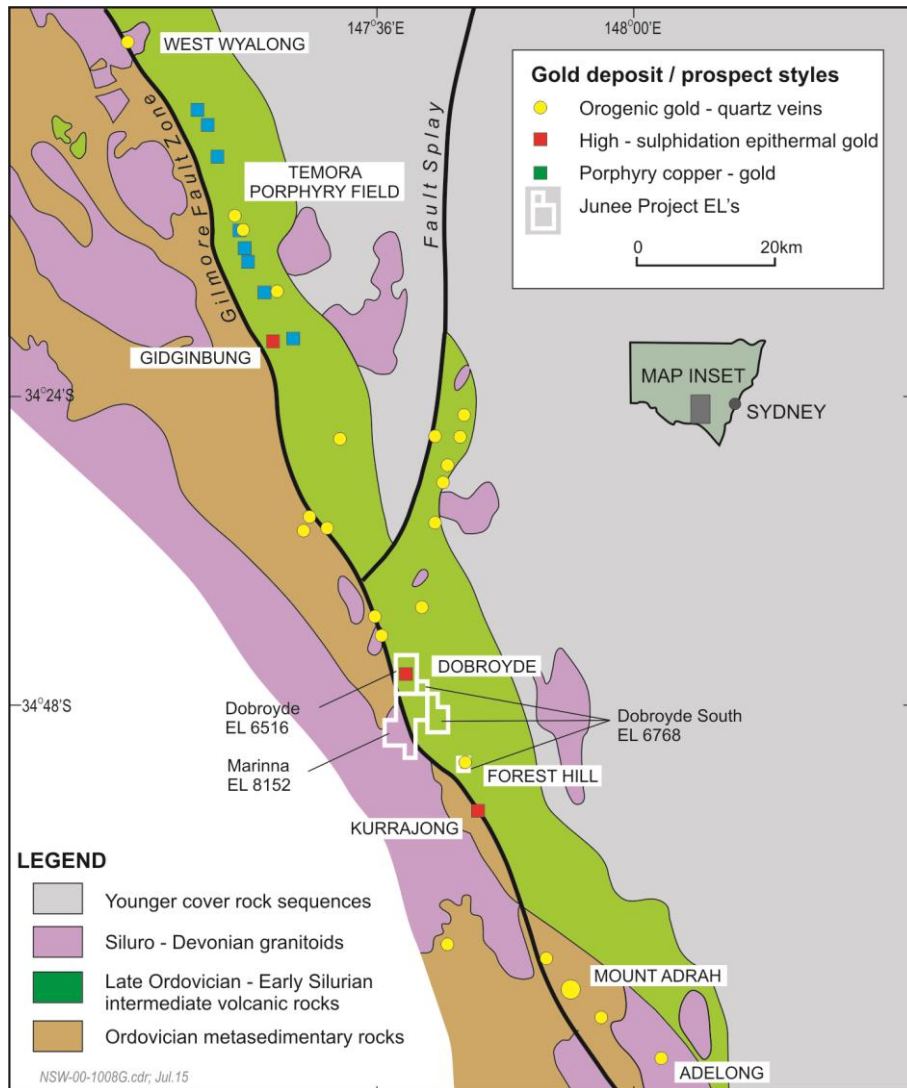 147°36'E
148°00'E
WEST WYALONG
Gold deposit / prospect styles
Orogenic gold - quartz veins
High - sulphidation epithermal gold
Porphyry copper - gold
Junee Project EL's
0
20km
TEMORA
PORPHYRY FIELD
Gilmore Fault Zone
Fault Splay
GIDGINBUNG
MAP INSET
SYDNEY
34°24'S
DOBROYDE
Dobroyde
EL 6516
34°48'S
Dobroyde South
EL 6768
Marinna
EL 8152
FOREST HILL
KURRAJONG
LEGEND
Younger cover rock sequences
Siluro - Devonian granitoids
Late Ordovician - Early Silurian
intermediate volcanic rocks
Ordovician metasedimentary rocks
MOUNT ADRAH
ADELONG
NSW-00-1008G.cdr; Jul.15